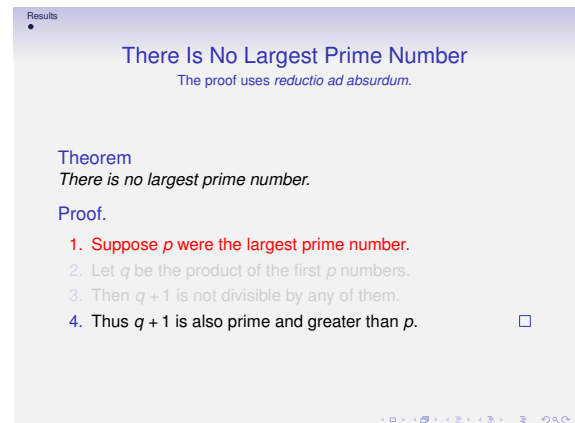 Results
There Is No Largest Prime Number
The proof uses reductio ad absurdum.
Theorem
There is no largest prime number.
Proof.
1. Suppose p were the largest prime number.
2. Let q be the product of the first p numbers.
3. Then q + 1 is not divisible by any of them.
4. Thus q + 1 is also prime and greater than p.